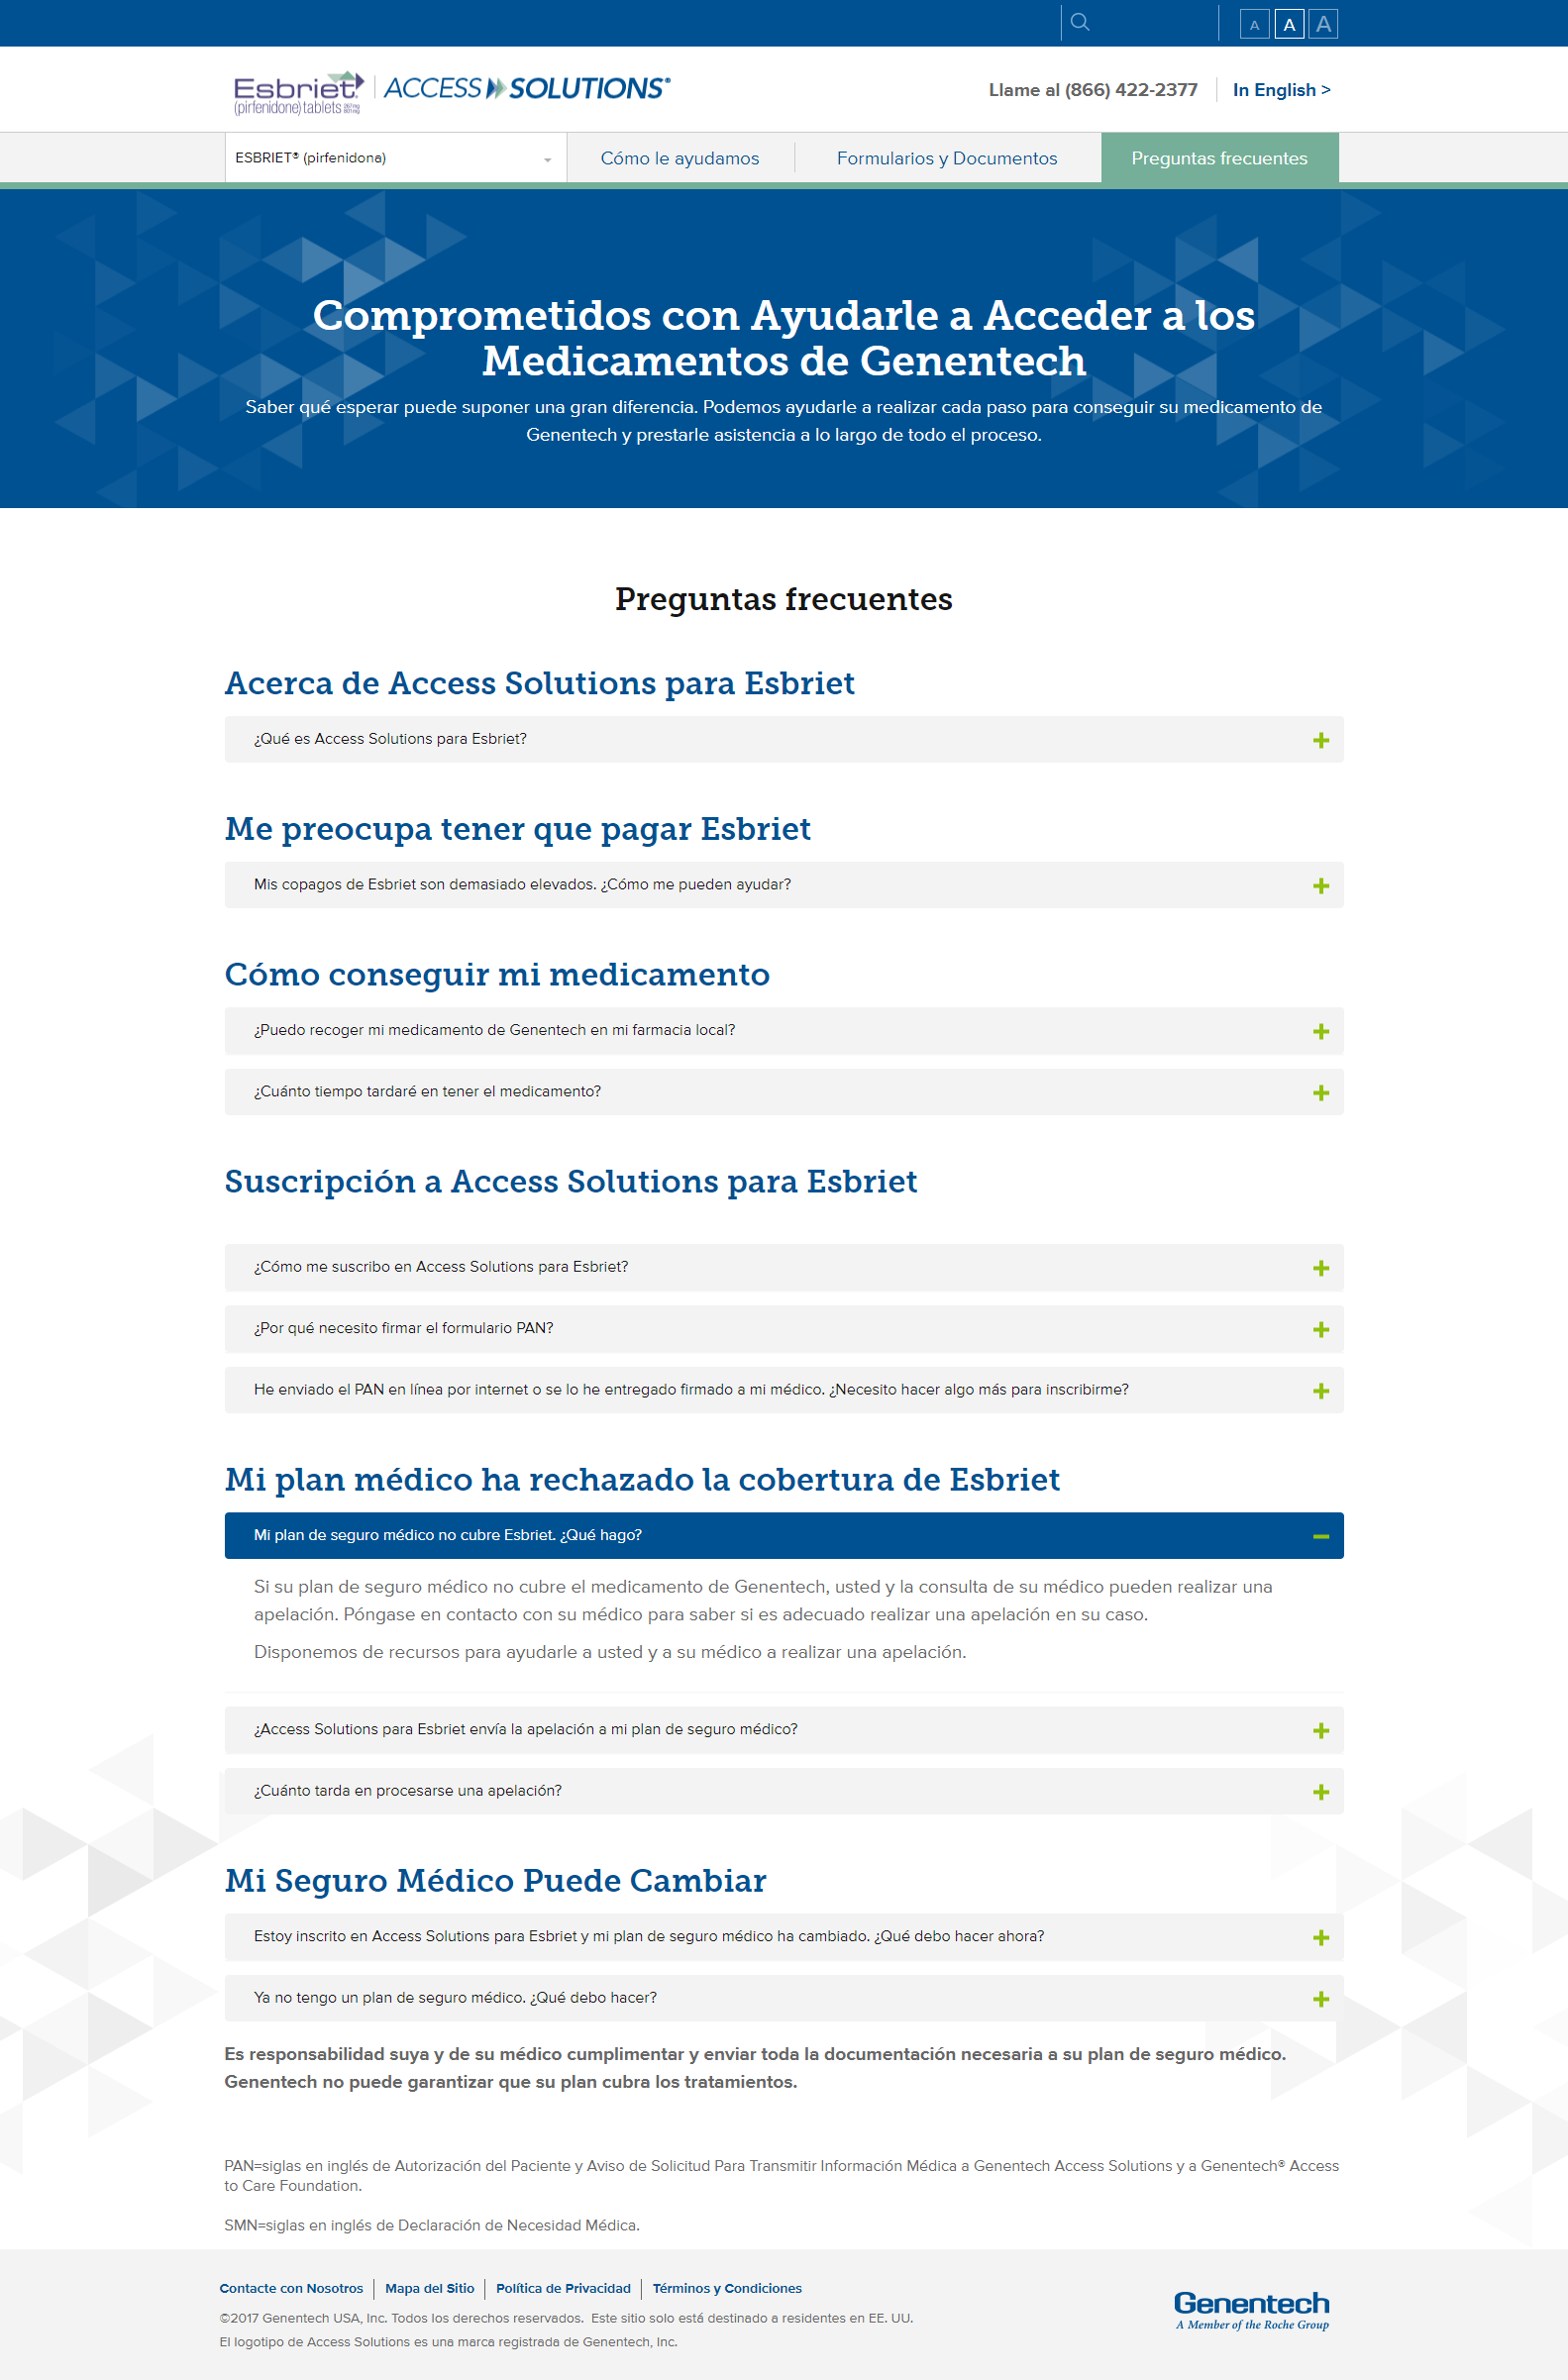 A A A
Esbriet
(pirfenidone) tablets
ACCESS SOLUTIONS®
Llame al (866) 422-2377
In English >
ESBRIET® (pirfenidona)
Cómo le ayudamos
Formularios y Documentos
Preguntas frecuentes
Comprometidos con Ayudarle a Acceder a los
Medicamentos de Genentech
Saber qué esperar puede suponer una gran diferencia. Podemos ayudarle a realizar cada paso para conseguir su medicamento de
Genentech y prestarle asistencia a lo largo de todo el proceso.
Preguntas frecuentes
Acerca de Access Solutions para Esbriet
¿Qué es Access Solutions para Esbriet?
Me preocupa tener que pagar Esbriet
Mis copagos de Esbriet son demasiado elevados. ¿Cómo me pueden ayudar?
Cómo conseguir mi medicamento
¿Puedo recoger mi medicamento de Genentech en mi farmacia local?
¿Cuánto tiempo tardaré en tener el medicamento?
Suscripción a Access Solutions para Esbriet
¿Cómo me suscribo en Access Solutions para Esbriet?
¿Por qué necesito firmar el formulario PAN?
He enviado el PAN en línea por internet o se lo he entregado firmado a mi médico. ¿Necesito hacer algo más para inscribirme?
Mi plan médico ha rechazado la cobertura de Esbriet
Mi plan de seguro médico no cubre Esbriet. ¿Qué hago?
Si su plan de seguro médico no cubre el medicamento de Genentech, usted y la consulta de su médico pueden realizar una
apelación. Póngase en contacto con su médico para saber si es adecuado realizar una apelación en su caso.
Disponemos de recursos para ayudarle a usted y a su médico a realizar una apelación.
¿Access Solutions para Esbriet envía la apelación a mi plan de seguro médico?
¿Cuánto tarda en procesarse una apelación?
Mi Seguro Médico Puede Cambiar
Estoy inscrito en Access Solutions para Esbriet y mi plan de seguro médico ha cambiado. ¿Qué debo hacer ahora?
Ya no tengo un plan de seguro médico. ¿Qué debo hacer?
Es responsabilidad suya y de su médico cumplimentar y enviar toda la documentación necesaria a su plan de seguro médico.
Genentech no puede garantizar que su plan cubra los tratamientos.
PAN=siglas en inglés de Autorización del Paciente y Aviso de Solicitud Para Transmitir Información Médica a Genentech Access Solutions y a Genentech® Access
to Care Foundation.
SMN=siglas en inglés de Declaración de Necesidad Médica.
Contacte con Nosotros
Mapa del Sitio
Política de Privacidad
Términos y Condiciones
©2017 Genentech USA, Inc. Todos los derechos reservados. Este sitio solo está destinado a residentes en EE. UU.
El logotipo de Access Solutions es una marca registrada de Genentech, Inc.
Genentech
A Member of the Roche Group